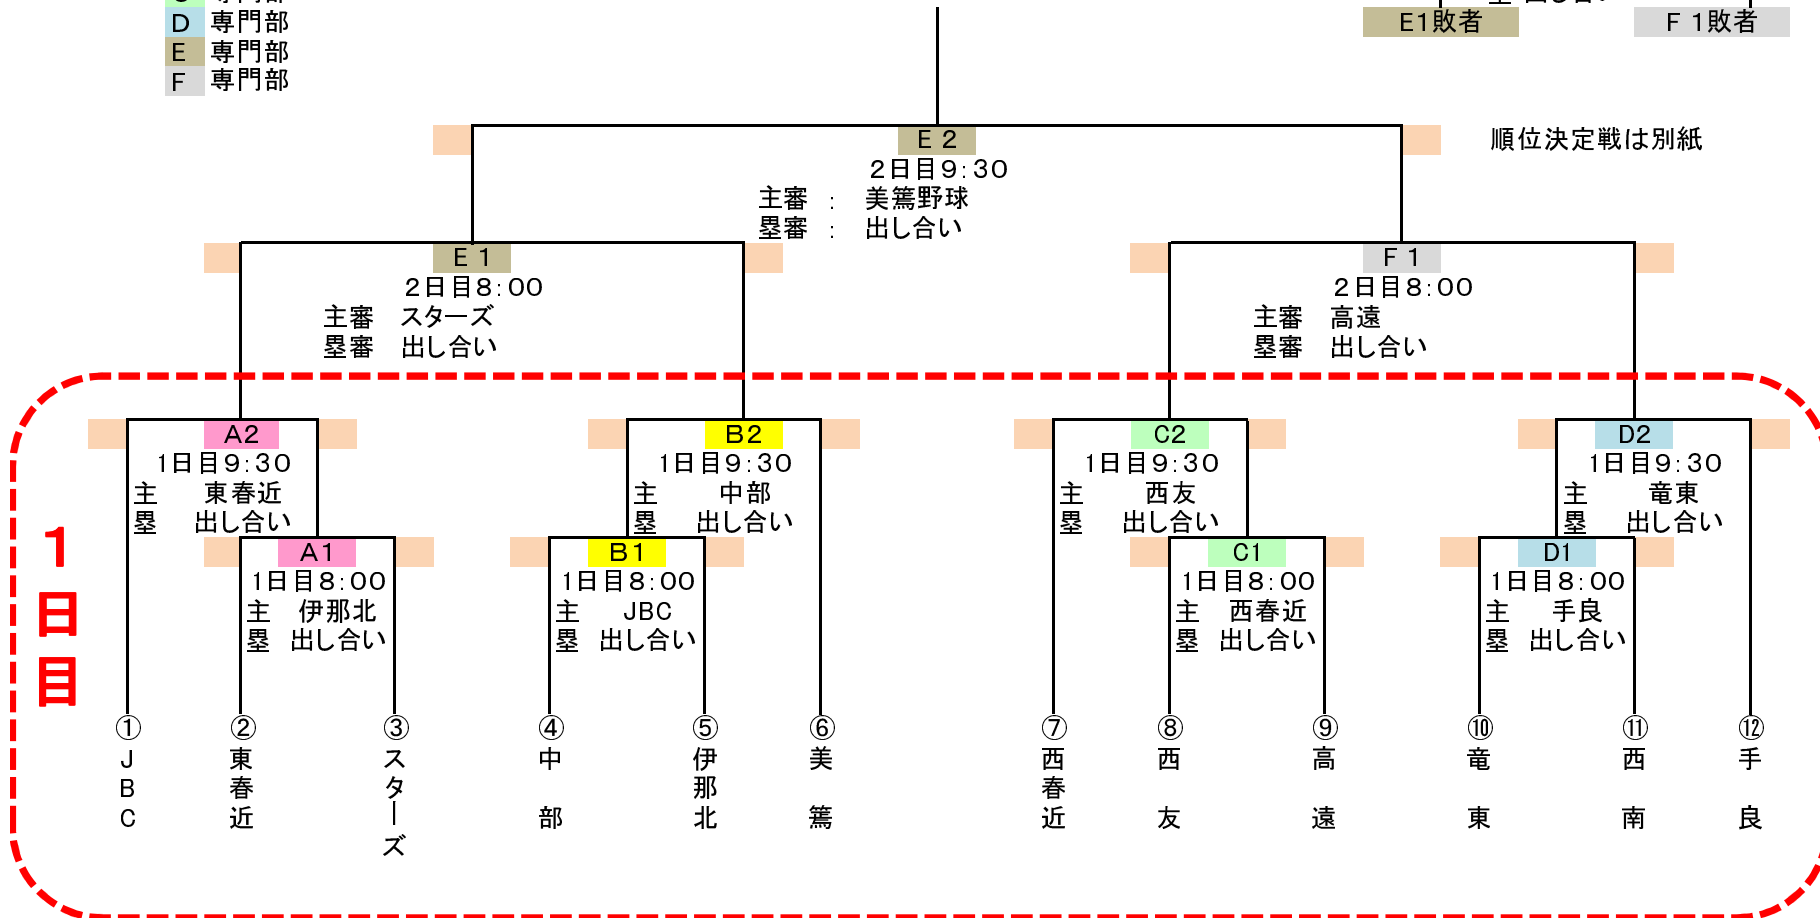 専門部
D 専門部
E 専門部
F 専門部
E1敗者
F 1敗者
E 2
2日目9:30
主審 : 美篶野球
塁審 : 出し合い
順位決定戦は別紙
E 1
2日目8:00
主審 スターズ
塁審 出し合い
F 1
2日目8:00
主審 高遠
塁審 出し合い
1日目
A2
1日目9:30
主 東春近
塁 出し合い
B2
1日目9:30
主 中部
塁 出し合い
C2
1日目9:30
主 西友
塁 出し合い
D2
1日目9:30
主 竜東
塁 出し合い
A1
1日目8:00
主 伊那北
塁 出し合い
B1
1日目8:00
主 JBC
塁 出し合い
C1
1日目8:00
主 西春近
塁 出し合い
D1
1日目8:00
主 手良
塁 出し合い
① JBC
② 東春近
③ スターズ
④ 中部
⑤ 伊那北
⑥ 美篶
⑦ 西春近
⑧ 西友
⑨ 高遠
⑩ 竜東
⑪ 西南
⑫ 手良